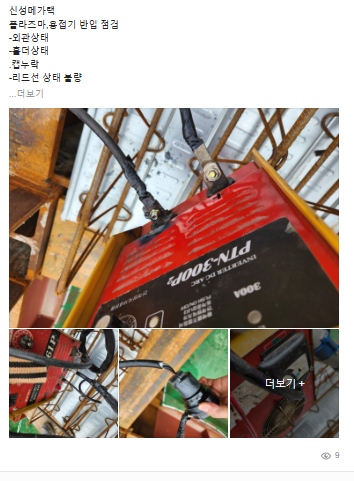 신성메가텍
플라즈마,용접기 반입 점검
-외관상태
-홀더상태
.캡누락
-리드선 상태 불량
...더보기
PTN-300P2
INVERTER DC ARC
300A
더보기 +
9